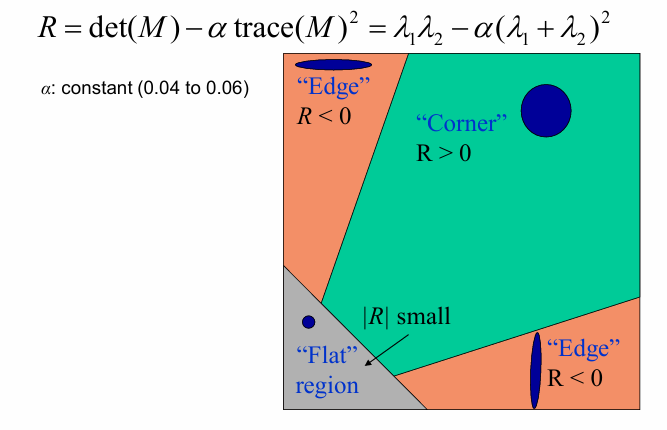 R = det(M) − α trace(M)² = λ₁λ₂ − α(λ₁ + λ₂)²
α: constant (0.04 to 0.06)
“Edge”
R < 0
“Corner”
R > 0
|R| small
“Flat”
region
“Edge”
R < 0